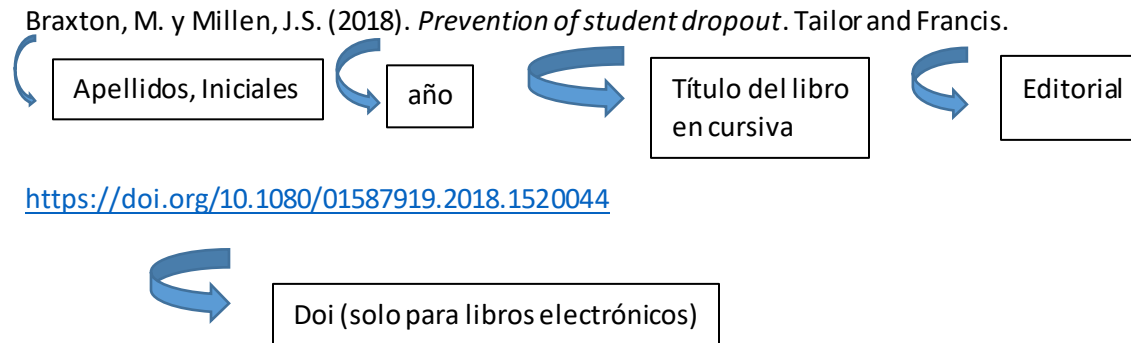 Braxton, M. y Millen, J.S. (2018). Prevention of student dropout. Tailor and Francis.
Apellidos, Iniciales
año
Título del libro
en cursiva
Editorial
https://doi.org/10.1080/01587919.2018.1520044
Doi (solo para libros electrónicos)